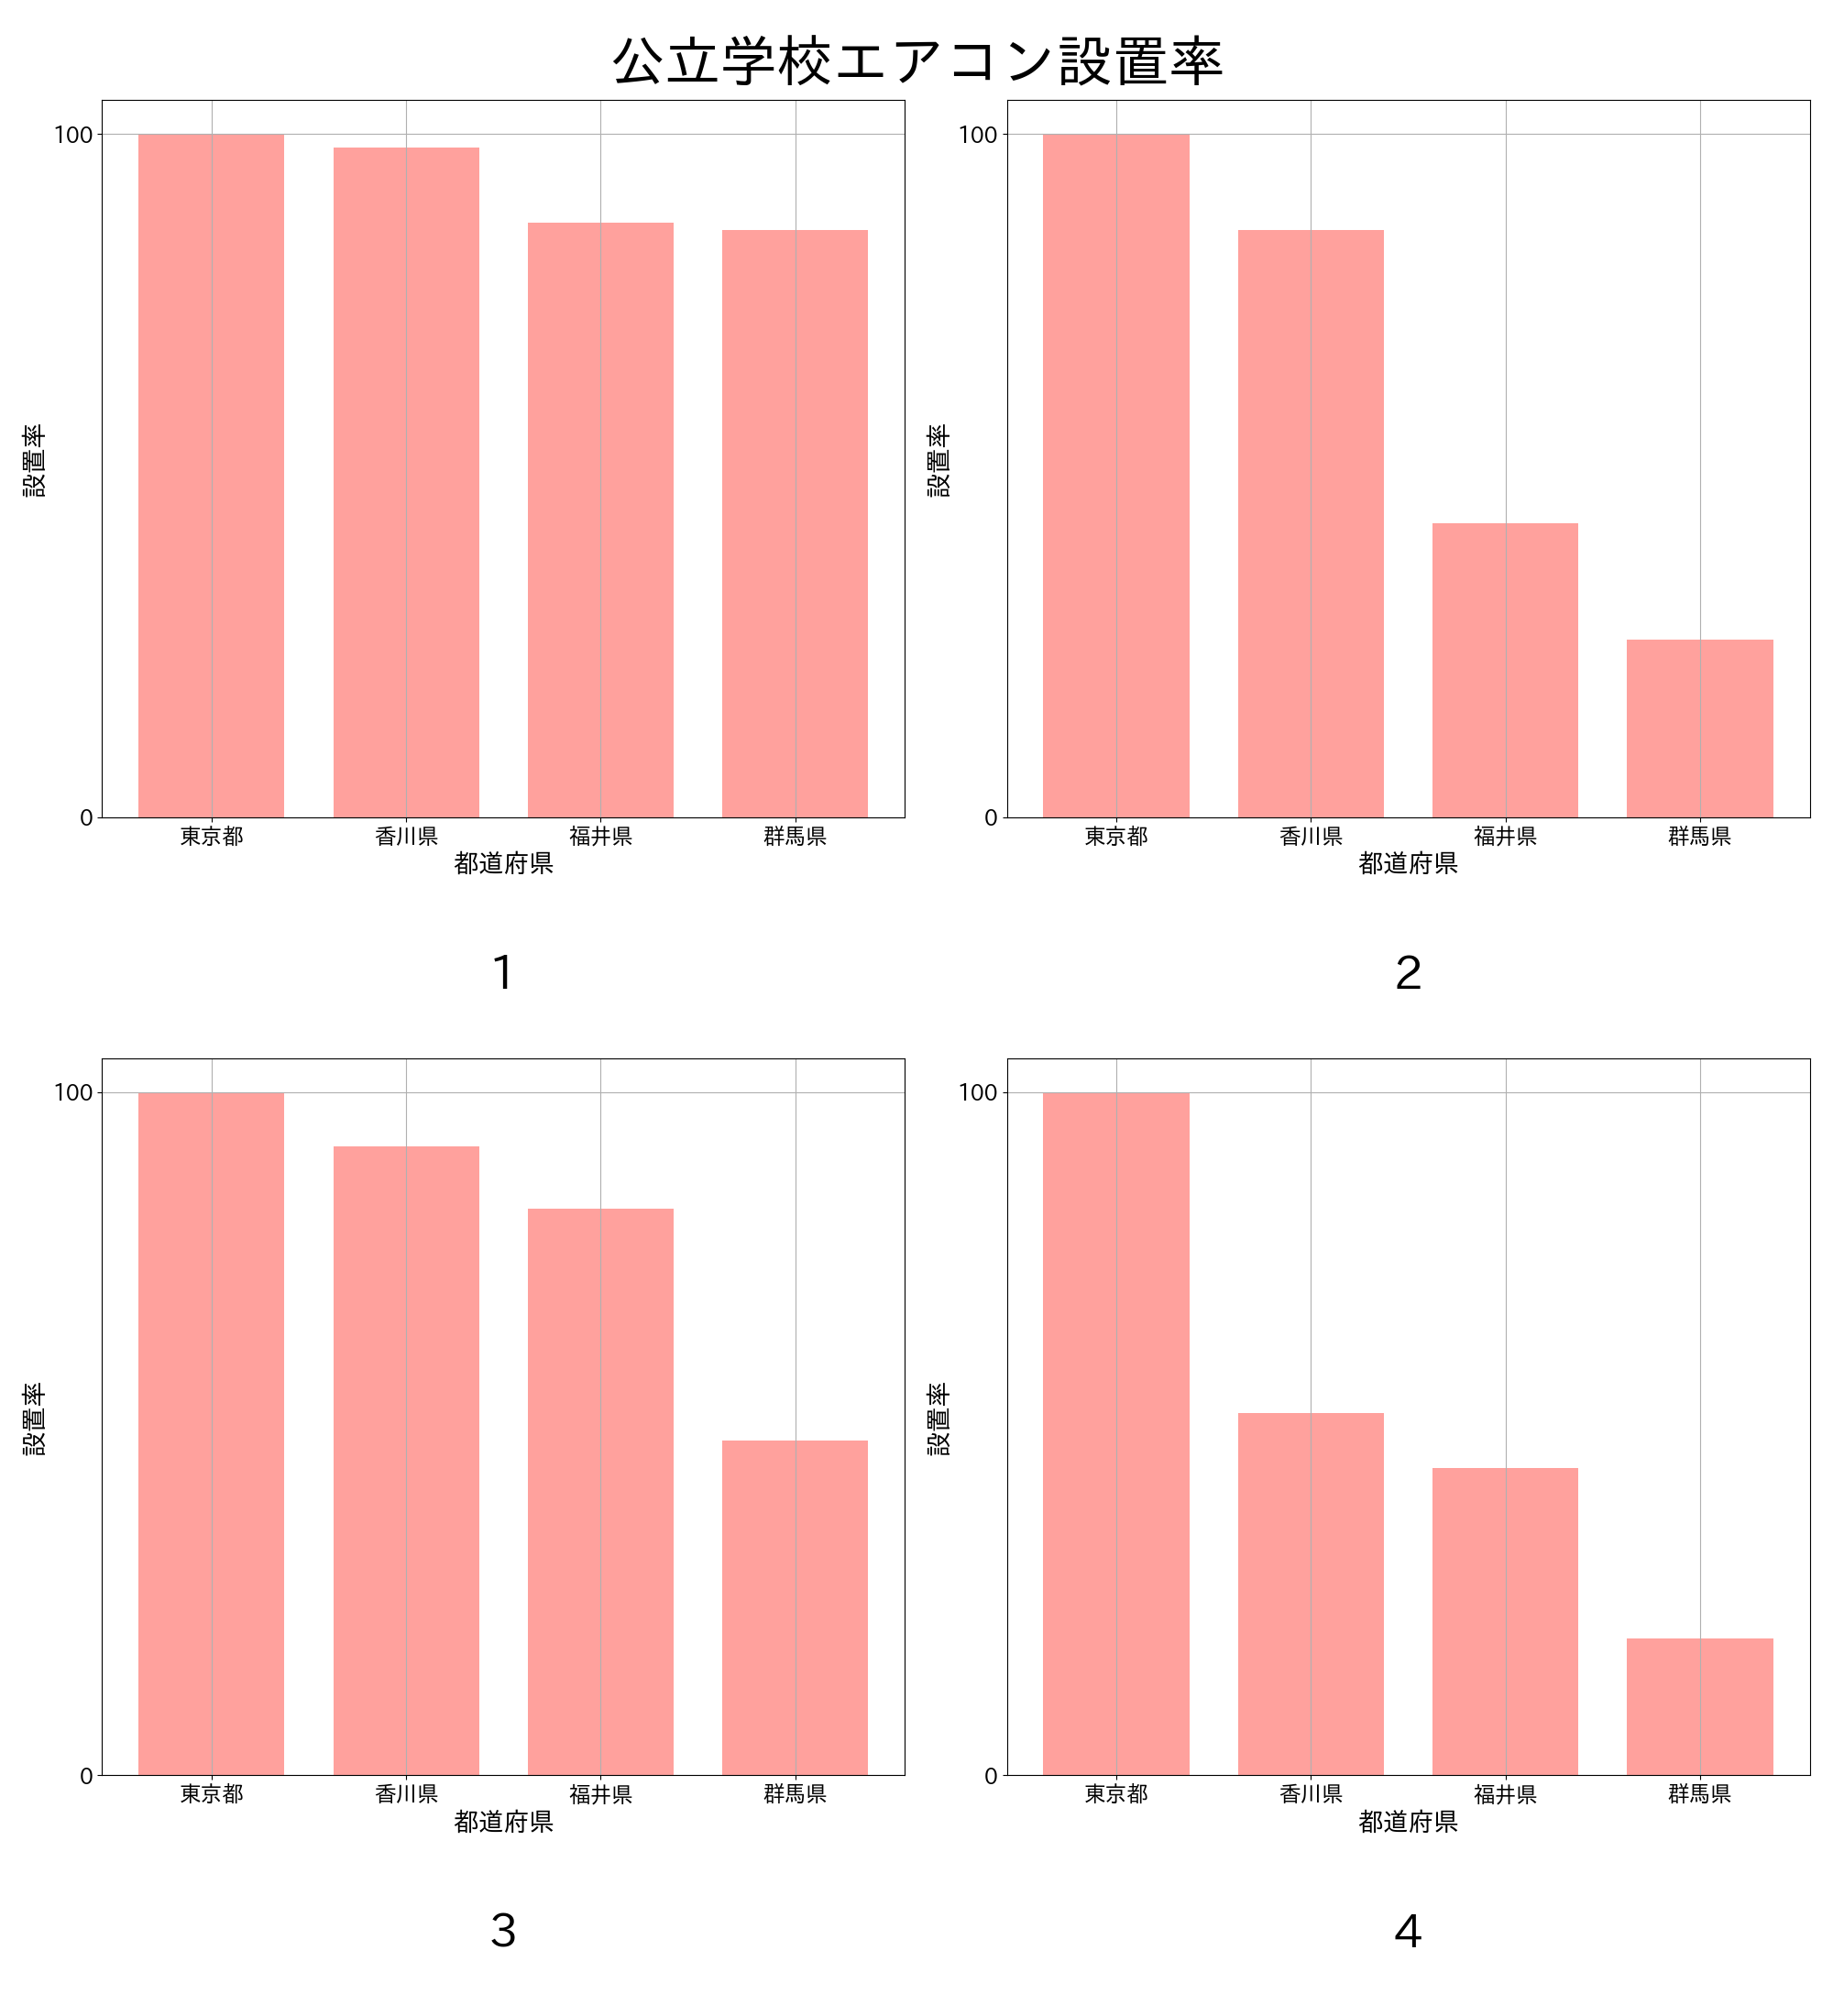 公立学校エアコン設置率
100
設置率
0
東京都 香川県 福井県 群馬県
都道府県
1
100
設置率
0
東京都 香川県 福井県 群馬県
都道府県
2
100
設置率
0
東京都 香川県 福井県 群馬県
都道府県
3
100
設置率
0
東京都 香川県 福井県 群馬県
都道府県
4